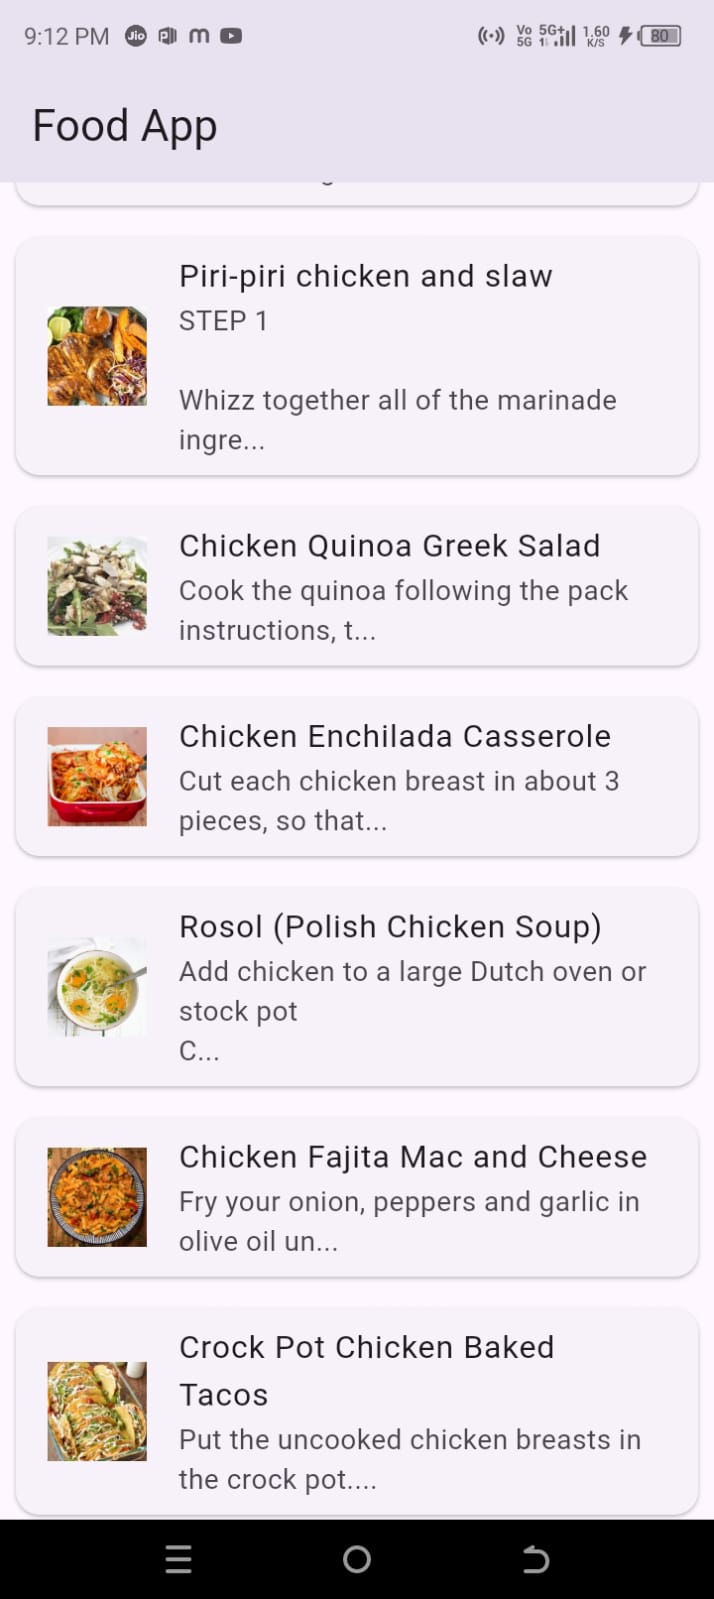 9:12 PM Jio m Vo 5G 5G+ 1.60 K/S 80
Food App
Piri-piri chicken and slaw
STEP 1
Whizz together all of the marinade
ingre...
Chicken Quinoa Greek Salad
Cook the quinoa following the pack
instructions, t...
Chicken Enchilada Casserole
Cut each chicken breast in about 3
pieces, so that...
Rosol (Polish Chicken Soup)
Add chicken to a large Dutch oven or
stock pot
C...
Chicken Fajita Mac and Cheese
Fry your onion, peppers and garlic in
olive oil un...
Crock Pot Chicken Baked
Tacos
Put the uncooked chicken breasts in
the crock pot....